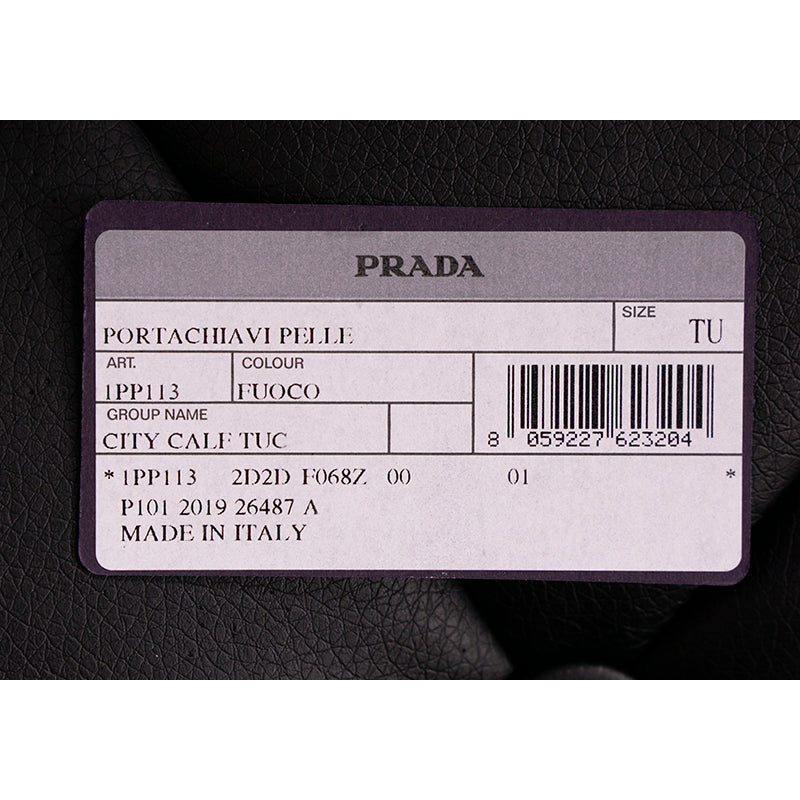 PRADA
PORTACHIAVI PELLE
SIZE
TU
ART.
1PP113
COLOUR
FUOCO
GROUP NAME
CITY CALF TUC
8 059227 623204
* 1PP113 2D2D F068Z 00 01 *
P101 2019 26487 A
MADE IN ITALY